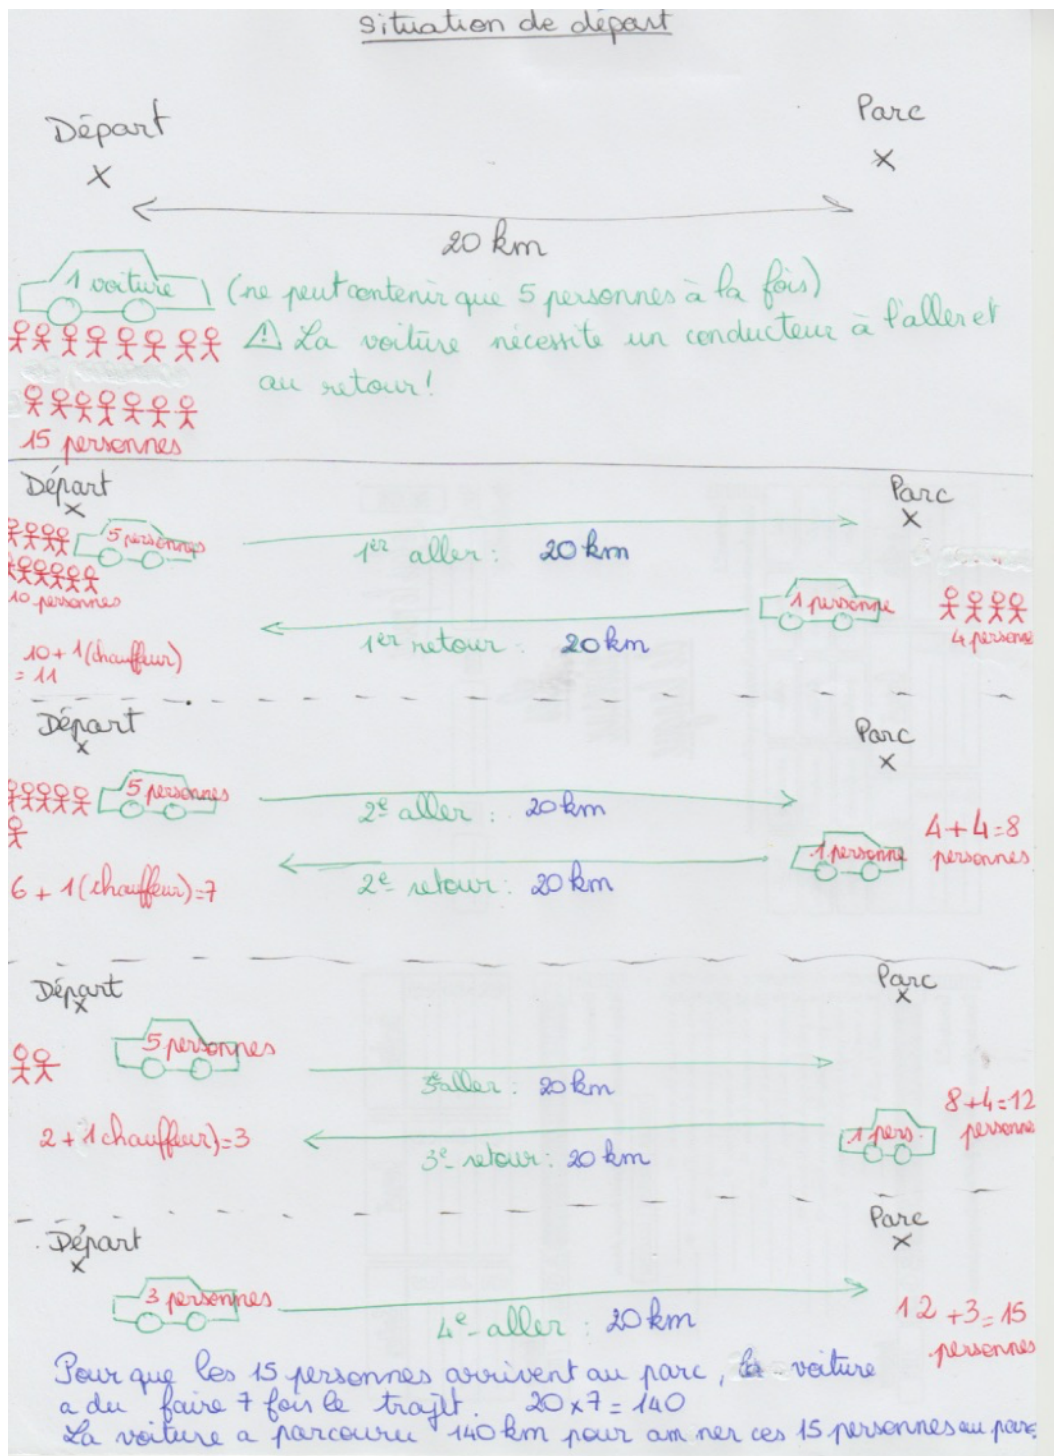 situation de départ
Départ
Parc
X
X
20 km
1 voiture (ne peut contenir que 5 personnes à la fois)
⚠ La voiture nécessite un conducteur à l'aller et
au retour!
15 personnes
Départ
Parc
X
X
5 personnes
1er aller: 20 km
10 personnes
1 personne
4 personne
1er retour: 20 km
10 + 1 (chauffeur)
= 11
Départ
Parc
X
X
5 personnes
2e aller: 20 km
4+4=8
personnes
1 personne
6 + 1 (chauffeur)=7
2e retour: 20 km
Départ
Parc
X
X
5 personnes
3e aller: 20 km
8+4=12
personne
1 pers.
2 + 1 chauffeur)=3
3e retour: 20 km
Départ
Parc
X
X
3 personnes
4e aller: 20 km
12+3=15
personnes
Pour que les 15 personnes arrivent au parc, la voiture
a du faire 7 fois le trajet. 20x7=140
La voiture a parcouru 140 km pour am ner ces 15 personnes au parc